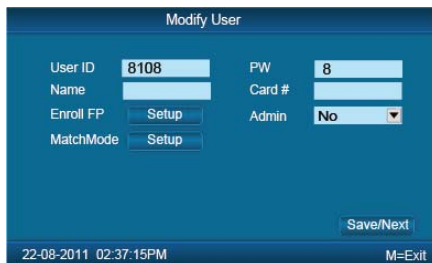 Modify User
User ID 8108 PW 8
Name Card #
Enroll FP Setup Admin No
MatchMode Setup
Save/Next
22-08-2011 02:37:15PM M=Exit